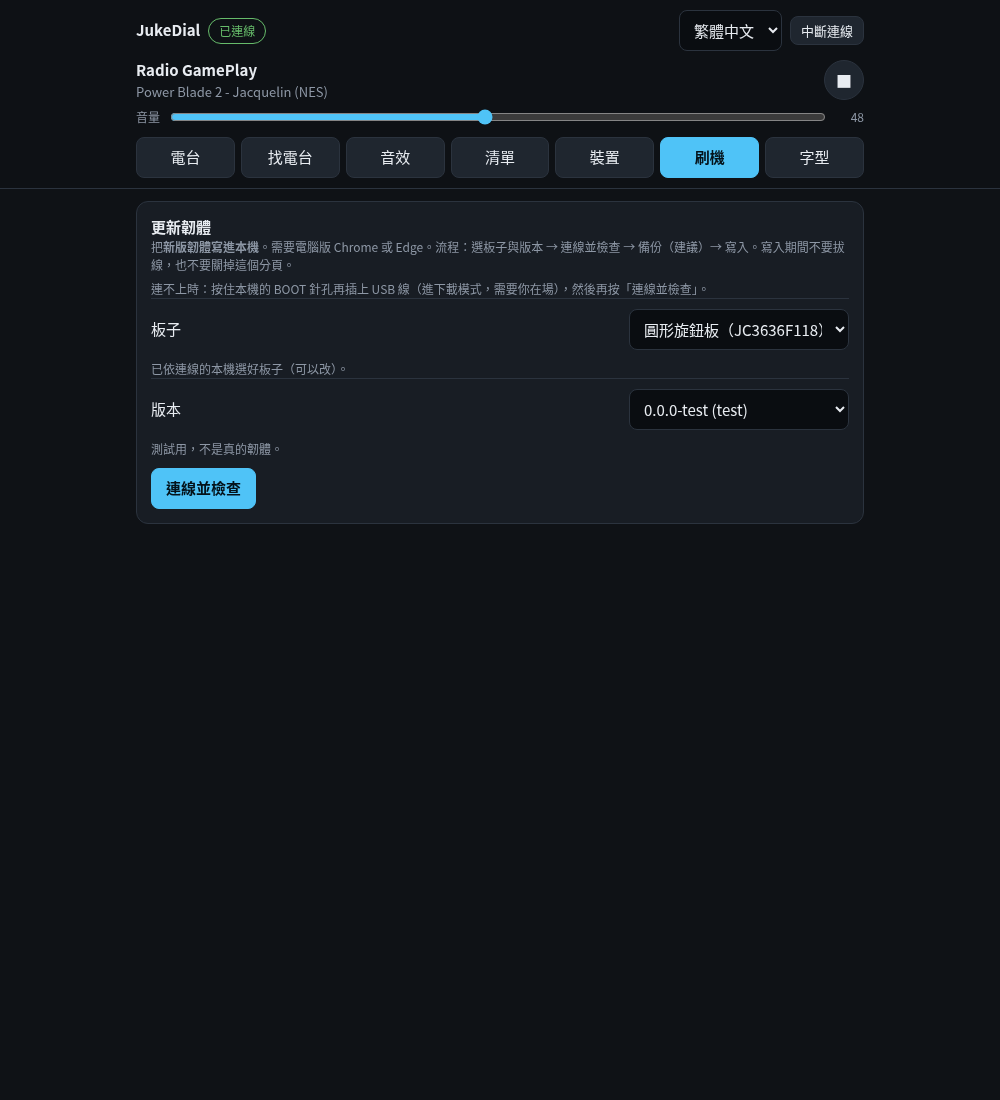 JukeDial 已連線 繁體中文 中斷連線
Radio GamePlay
Power Blade 2 - Jacquelin (NES)
音量 48
電台 找電台 音效 清單 裝置 刷機 字型
更新韌體
把新版韌體寫進本機。需要電腦版 Chrome 或 Edge。流程：選板子與版本 → 連線並檢查 → 備份（建議）→ 寫入。寫入期間不要拔
線，也不要關掉這個分頁。
連不上時：按住本機的 BOOT 針孔再插上 USB 線（進下載模式，需要你在場），然後再按「連線並檢查」。
板子 圓形旋鈕板（JC3636F118）
已依連線的本機選好板子（可以改）。
版本 0.0.0-test (test)
測試用，不是真的韌體。
連線並檢查